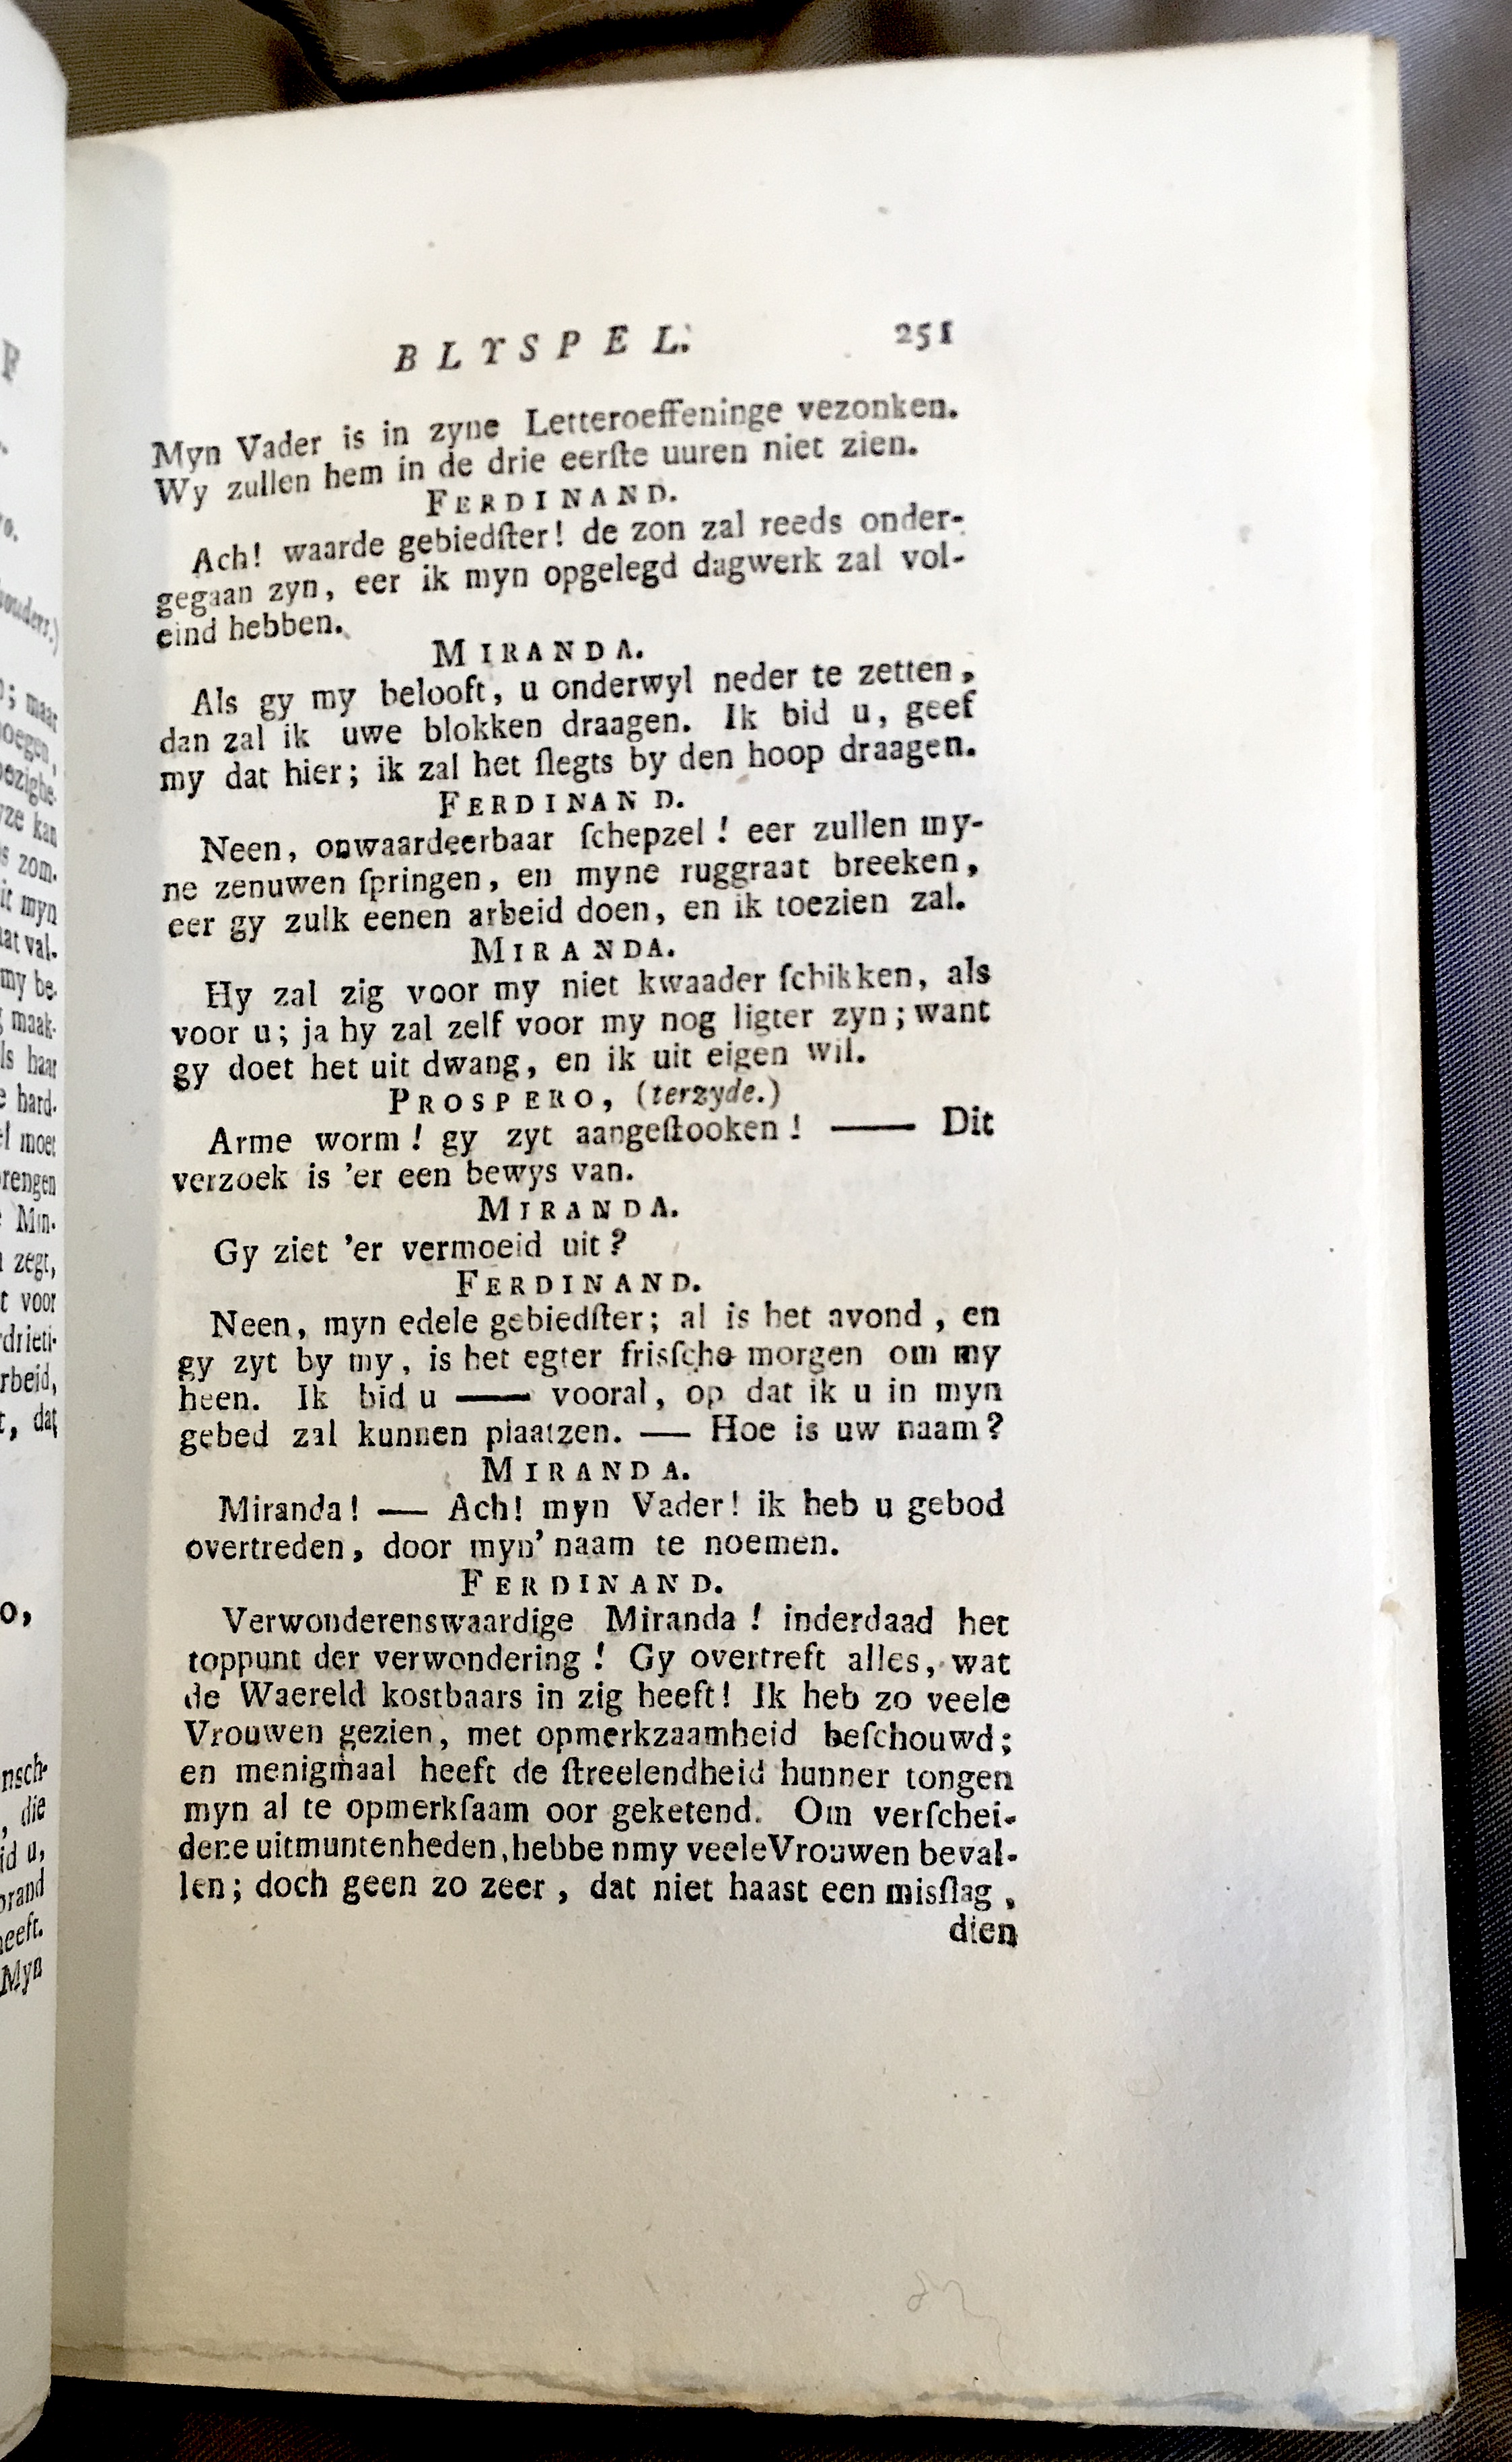 BLYSPEL. 251
Myn Vader is in zyne Letteroeffeninge vezonken.
Wy zullen hem in de drie eerſte uuren niet zien.
FERDINAND.
Ach! waarde gebiedſter! de zon zal reeds onder-
gegaan zyn, eer ik myn opgelegd dagwerk zal vol-
eind hebben.
MIRANDA.
Als gy my belooft, u onderwyl neder te zetten,
dan zal ik uwe blokken draagen. Ik bid u, geef
my dat hier; ik zal het ſlegts by den hoop draagen.
FERDINAND.
Neen, onwaardeerbaar ſchepzel! eer zullen my-
ne zenuwen ſpringen, en myne ruggraat breeken,
eer gy zulk eenen arbeid doen, en ik toezien zal.
MIRANDA.
Hy zal zig voor my niet kwaader ſchikken, als
voor u; ja hy zal zelf voor my nog ligter zyn; want
gy doet het uit dwang, en ik uit eigen wil.
PROSPERO, (terzyde.)
Arme worm! gy zyt aangeſtooken! —— Dit
verzoek is 'er een bewys van.
MIRANDA.
Gy ziet 'er vermoeid uit?
FERDINAND.
Neen, myn edele gebiedſter; al is het avond, en
gy zyt by my, is het egter frisſche morgen om my
heen. Ik bid u —— vooral, op dat ik u in myn
gebed zal kunnen plaatzen. — Hoe is uw naam?
MIRANDA.
Miranda! — Ach! myn Vader! ik heb u gebod
overtreden, door myn' naam te noemen.
FERDINAND.
Verwonderenswaardige Miranda! inderdaad het
toppunt der verwondering! Gy overtreft alles, wat
de Waereld kostbaars in zig heeft! Ik heb zo veele
Vrouwen gezien, met opmerkzaamheid beſchouwd;
en menigmaal heeft de ſtreelendheid hunner tongen
myn al te opmerkſaam oor geketend. Om verſchei-
dene uitmuntenheden, hebbe nmy veele Vrouwen beval-
len; doch geen zo zeer, dat niet haast een misſlag,
dien